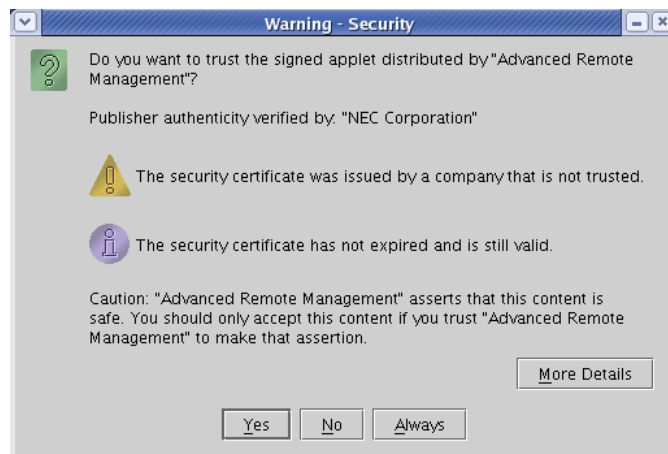 Warning - Security
Do you want to trust the signed applet distributed by "Advanced Remote
Management"?
Publisher authenticity verified by: "NEC Corporation"
The security certificate was issued by a company that is not trusted.
The security certificate has not expired and is still valid.
Caution: "Advanced Remote Management" asserts that this content is
safe. You should only accept this content if you trust "Advanced Remote
Management" to make that assertion.
More Details
Yes No Always